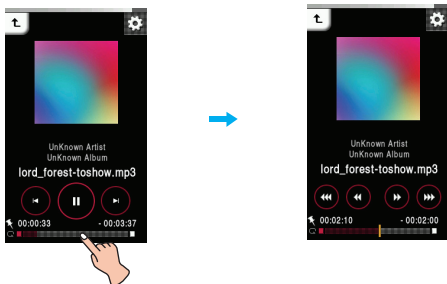 UnKnown Artist
UnKnown Album
lord_forest-toshow.mp3
00:00:33 - 00:03:37
UnKnown Artist
UnKnown Album
lord_forest-toshow.mp3
00:02:10 - 00:02:00